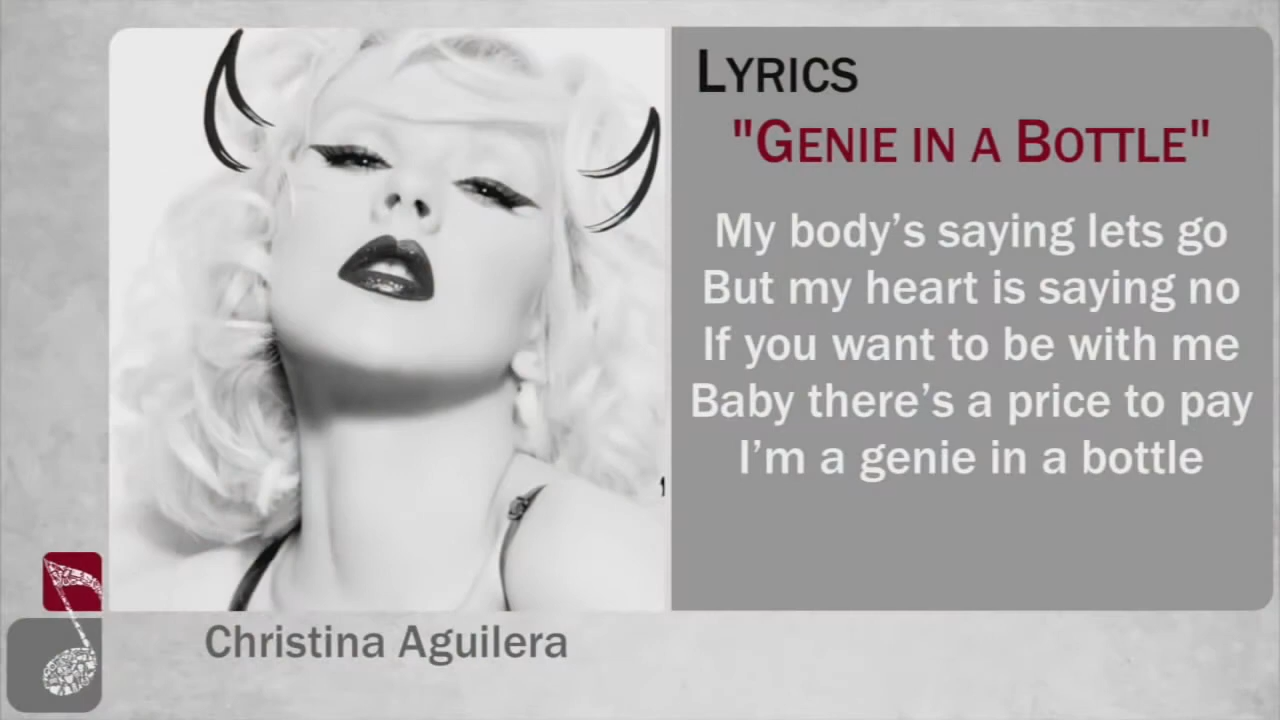 LYRICS
"GENIE IN A BOTTLE"
My body’s saying lets go
But my heart is saying no
If you want to be with me
Baby there’s a price to pay
I’m a genie in a bottle
Christina Aguilera